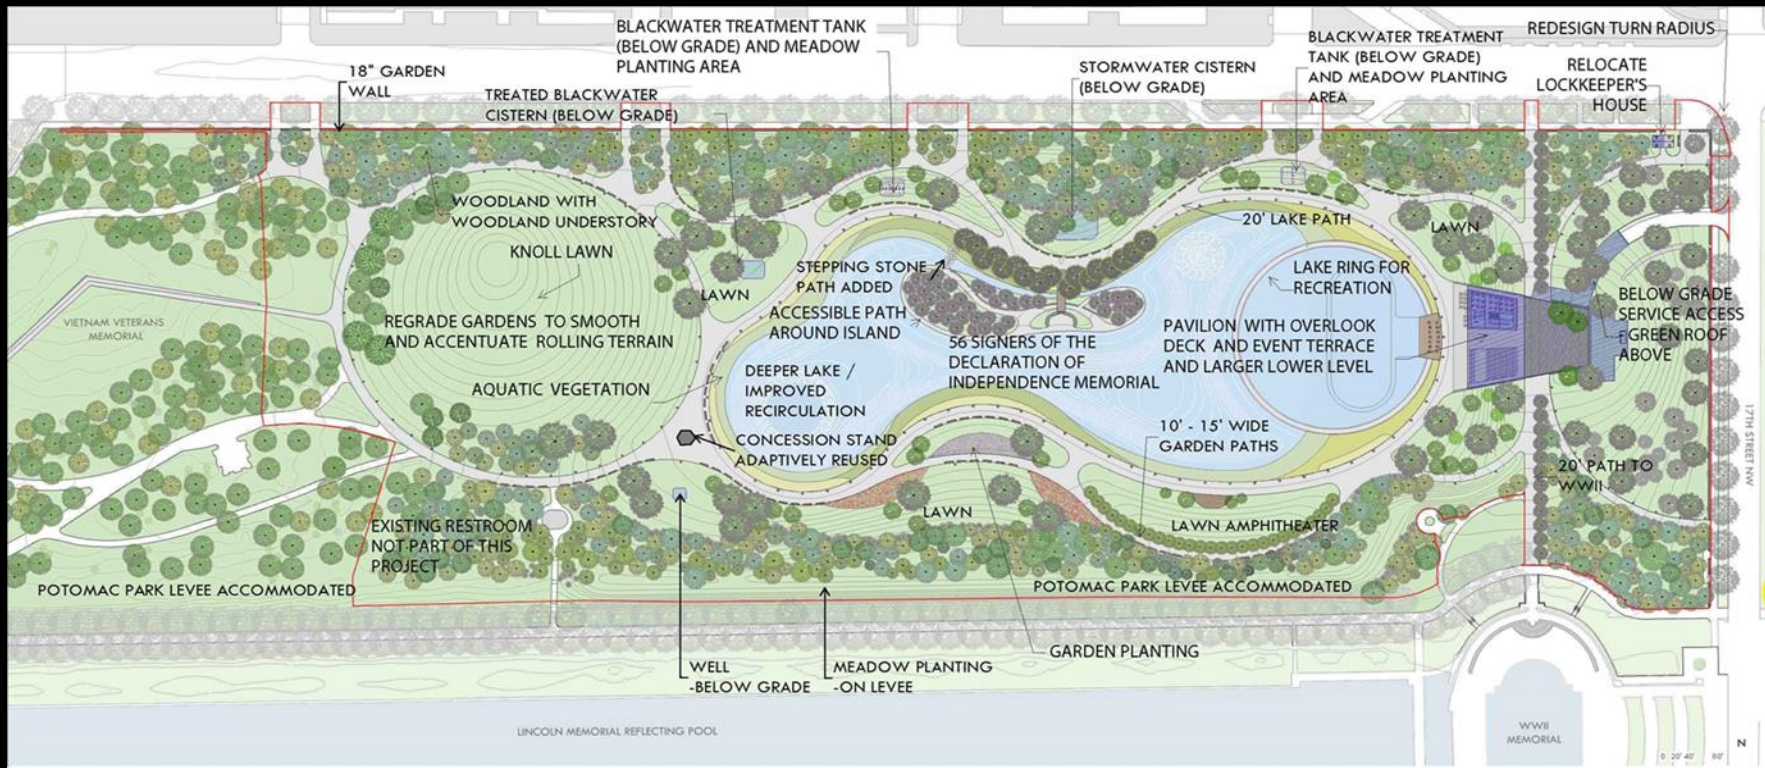 BLACKWATER TREATMENT TANK
(BELOW GRADE) AND MEADOW
PLANTING AREA
REDESIGN TURN RADIUS
BLACKWATER TREATMENT
TANK (BELOW GRADE)
AND MEADOW PLANTING
AREA
18" GARDEN
WALL
STORMWATER CISTERN
(BELOW GRADE)
RELOCATE
LOCKKEEPER'S
HOUSE
TREATED BLACKWATER
CISTERN (BELOW GRADE)
WOODLAND WITH
WOODLAND UNDERSTORY
20' LAKE PATH
LAWN
KNOLL LAWN
STEPPING STONE
PATH ADDED
LAKE RING FOR
RECREATION
LAWN
BELOW GRADE
SERVICE ACCESS
- GREEN ROOF
ABOVE
ACCESSIBLE PATH
AROUND ISLAND
VIETNAM VETERANS
MEMORIAL
REGRADE GARDENS TO SMOOTH
AND ACCENTUATE ROLLING TERRAIN
56 SIGNERS OF THE
DECLARATION OF
INDEPENDENCE MEMORIAL
PAVILION WITH OVERLOOK
DECK AND EVENT TERRACE
AND LARGER LOWER LEVEL
AQUATIC VEGETATION
DEEPER LAKE /
IMPROVED
RECIRCULATION
10' - 15' WIDE
GARDEN PATHS
17TH STREET NW
CONCESSION STAND
ADAPTIVELY REUSED
20' PATH TO
WWII
LAWN
LAWN AMPHITHEATER
EXISTING RESTROOM
NOT PART OF THIS
PROJECT
POTOMAC PARK LEVEE ACCOMMODATED
POTOMAC PARK LEVEE ACCOMMODATED
GARDEN PLANTING
WELL
-BELOW GRADE
MEADOW PLANTING
-ON LEVEE
LINCOLN MEMORIAL REFLECTING POOL
WWII
MEMORIAL
N
0 20' 40' 80'